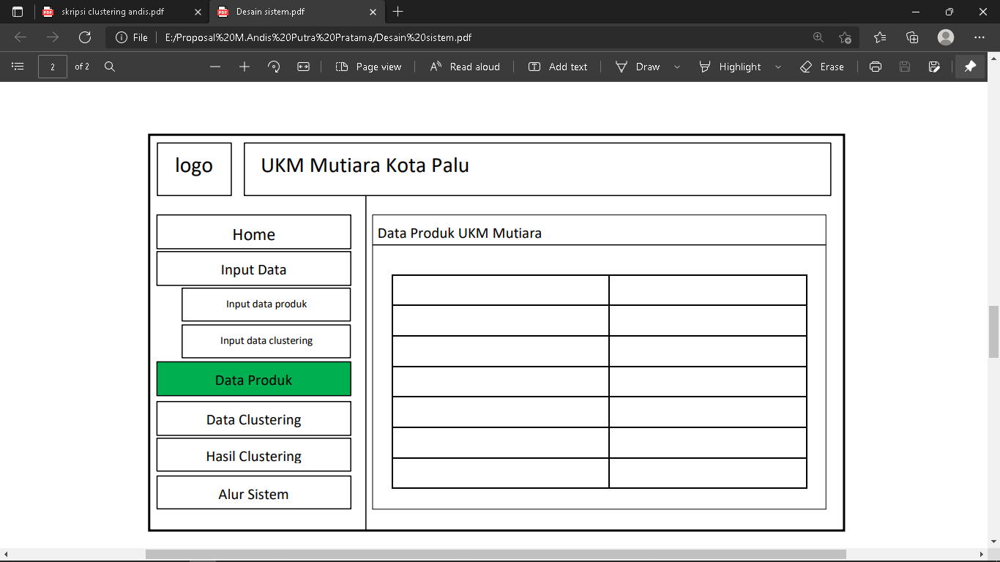 skripsi clustering andis.pdf
Desain sistem.pdf
File
E:/Proposal%20M.Andis%20Putra%20Pratama/Desain%20sistem.pdf
2
of 2
Page view
Read aloud
Add text
Draw
Highlight
Erase
logo
UKM Mutiara Kota Palu
Home
Input Data
Input data produk
Input data clustering
Data Produk
Data Clustering
Hasil Clustering
Alur Sistem
Data Produk UKM Mutiara